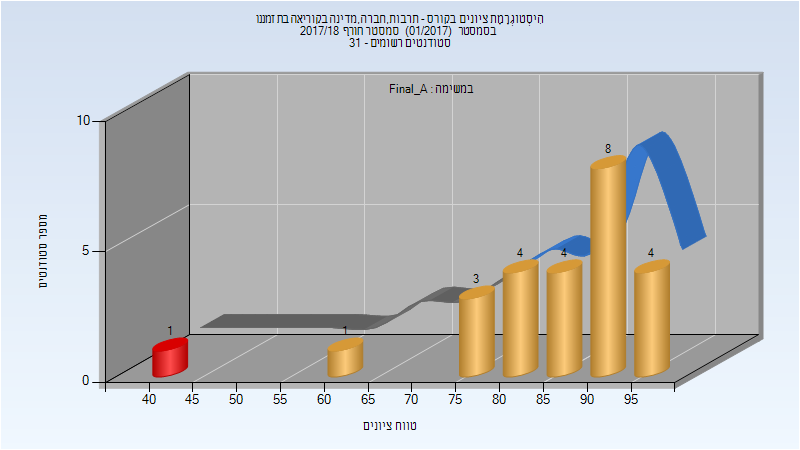 היסטוגרמת ציונים בקורס - תרבות,חברה,מדינה בקוריאה בת זמננו
בסמסטר (01/2017) סמסטר חורף 2017/18
סטודנטים רשומים - 31
במשימה : Final_A
מספר סטודנטים
10
5
0
1
1
3
4
4
8
4
40 45 50 55 60 65 70 75 80 85 90 95
טווח ציונים